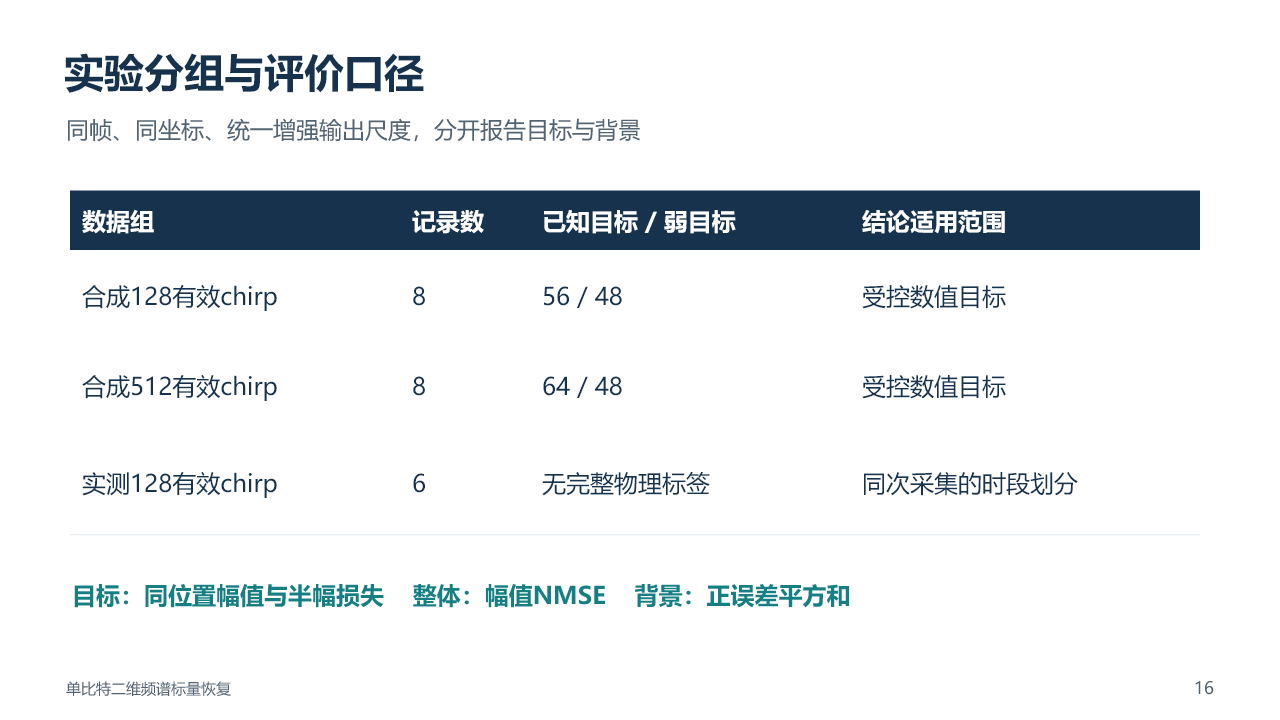 实验分组与评价口径
同帧、同坐标、统一增强输出尺度，分开报告目标与背景
数据组 记录数 已知目标 / 弱目标 结论适用范围
合成128有效chirp 8 56 / 48 受控数值目标
合成512有效chirp 8 64 / 48 受控数值目标
实测128有效chirp 6 无完整物理标签 同次采集的时段划分
目标：同位置幅值与半幅损失 整体：幅值NMSE 背景：正误差平方和
单比特二维频谱标量恢复 16